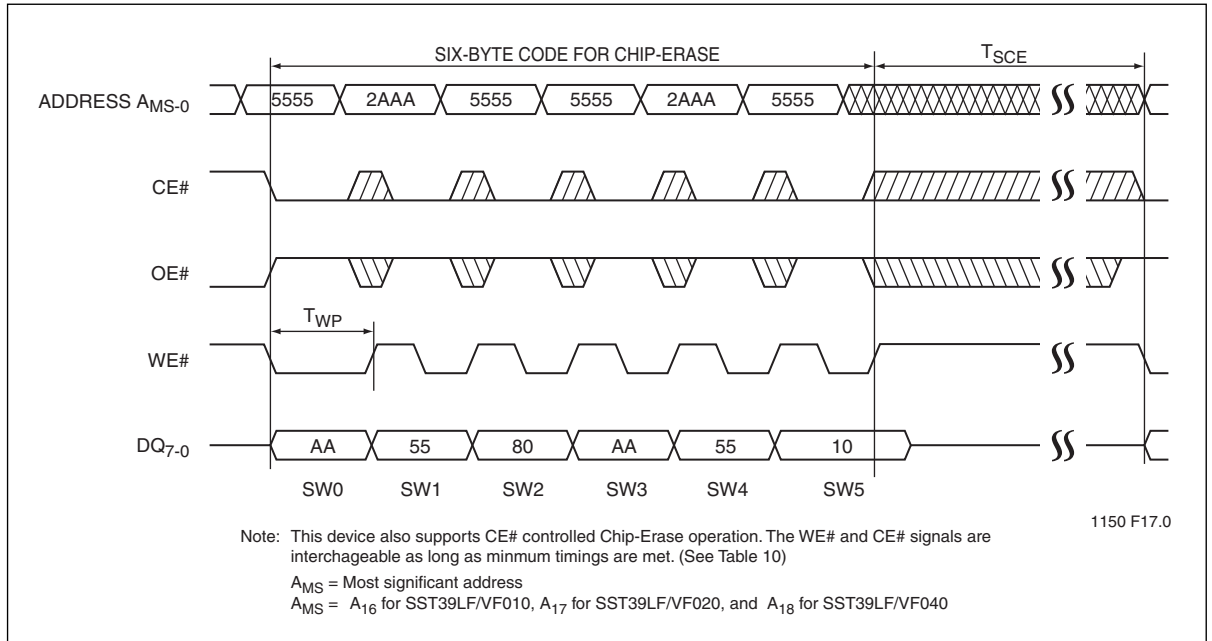 SIX-BYTE CODE FOR CHIP-ERASE TSCE
ADDRESS AMS-0 5555 2AAA 5555 5555 2AAA 5555
CE#
OE#
TWP
WE#
DQ7-0 AA 55 80 AA 55 10
SW0 SW1 SW2 SW3 SW4 SW5
1150 F17.0
Note: This device also supports CE# controlled Chip-Erase operation. The WE# and CE# signals are
interchageable as long as minmum timings are met. (See Table 10)
AMS = Most significant address
AMS = A16 for SST39LF/VF010, A17 for SST39LF/VF020, and A18 for SST39LF/VF040